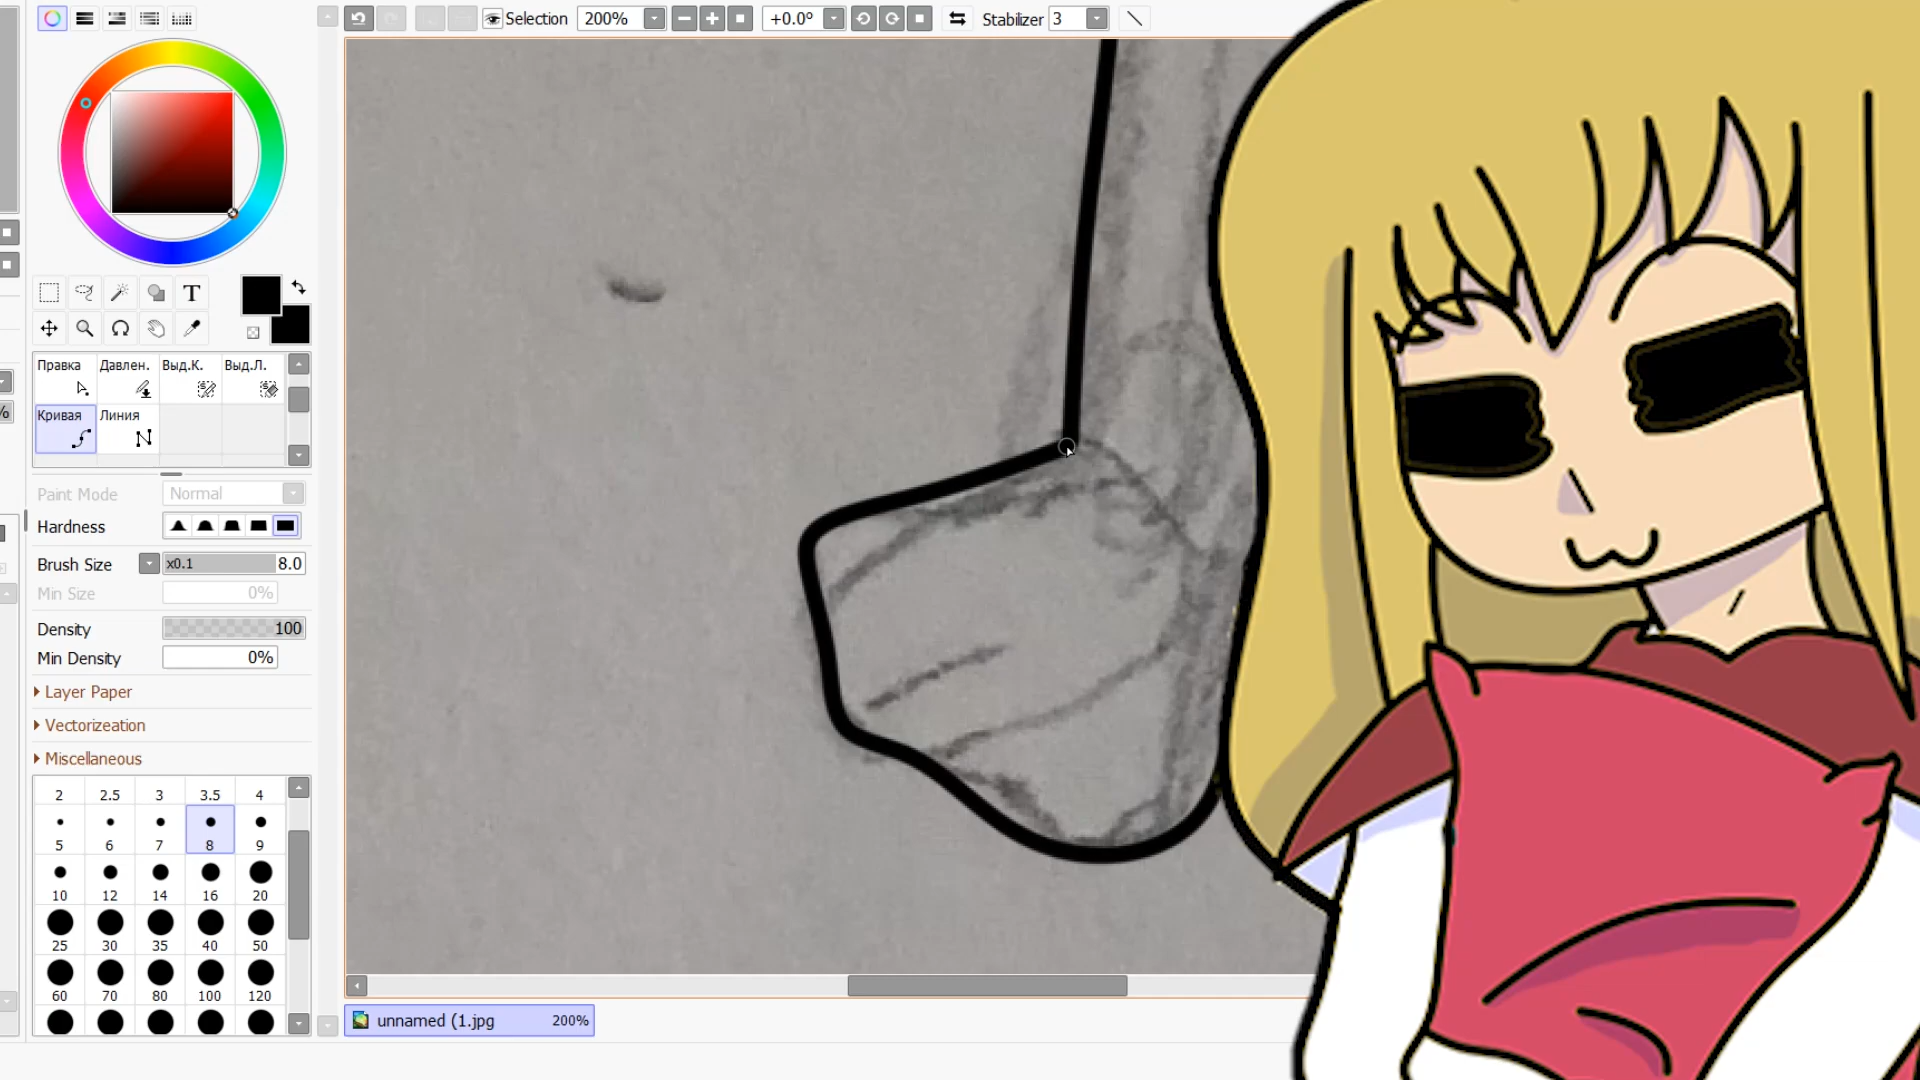 Selection 200% +0.0° Stabilizer 3
T
Правка Давлен. Выд.К. Выд.Л.
Кривая Линия
%
Paint Mode Normal
Hardness
Brush Size x0.1 8.0
Min Size 0%
Density 100
Min Density 0%
Layer Paper
Vectorizeation
Miscellaneous
2 2.5 3 3.5 4
5 6 7 8 9
10 12 14 16 20
25 30 35 40 50
60 70 80 100 120
unnamed (1.jpg 200%